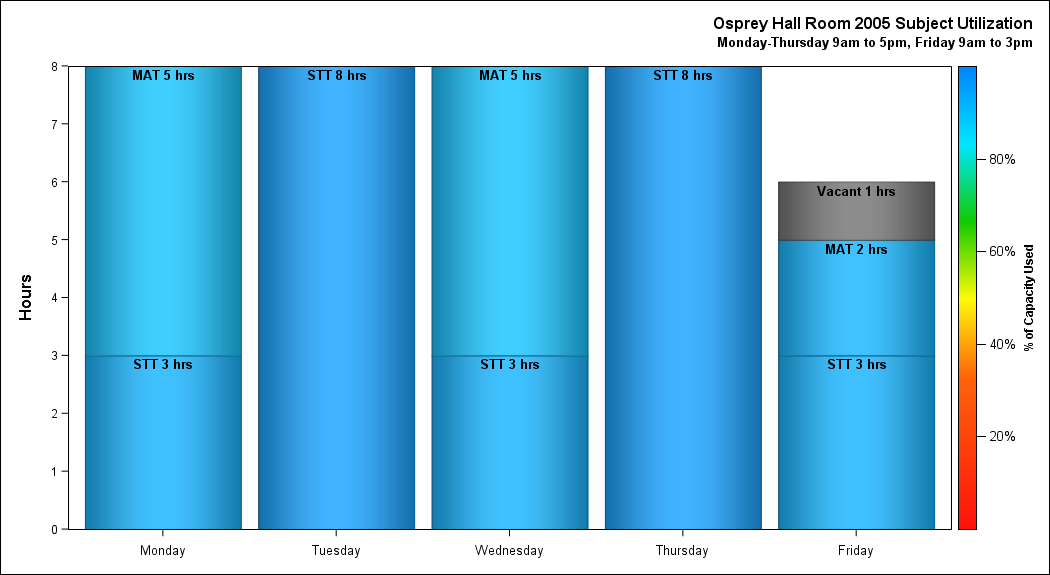 Osprey Hall Room 2005 Subject Utilization
Monday-Thursday 9am to 5pm, Friday 9am to 3pm
Hours
8
7
6
5
4
3
2
1
0
MAT 5 hrs
STT 3 hrs
STT 8 hrs
MAT 5 hrs
STT 3 hrs
STT 8 hrs
Vacant 1 hrs
MAT 2 hrs
STT 3 hrs
Monday
Tuesday
Wednesday
Thursday
Friday
80%
60%
40%
20%
% of Capacity Used